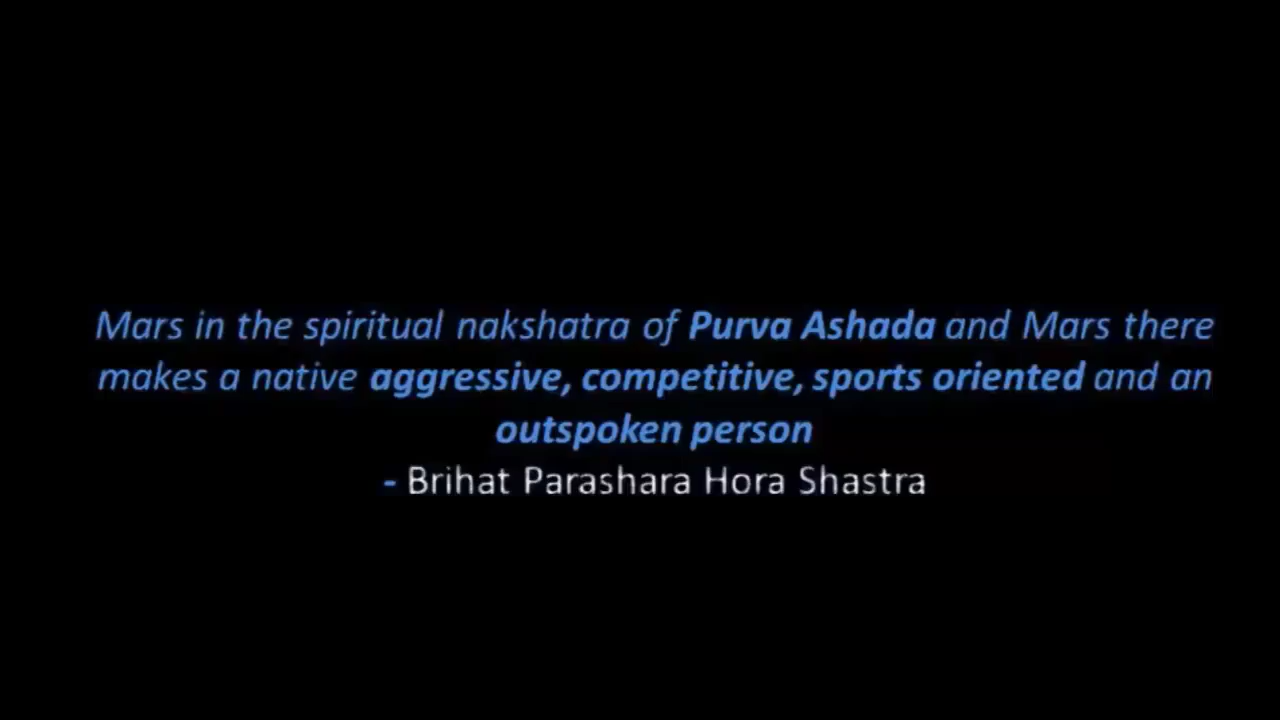 Mars in the spiritual nakshatra of Purva Ashada and Mars there
makes a native aggressive, competitive, sports oriented and an
outspoken person
- Brihat Parashara Hora Shastra